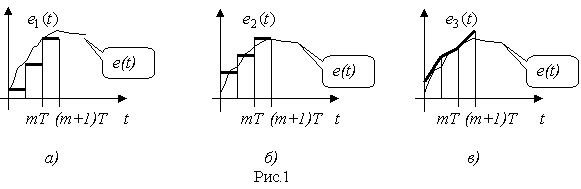 e₁(t) e₂(t) e₃(t)
e(t) e(t) e(t)
mT (m+1)T t mT (m+1)T t mT (m+1)T t
а) б) в)
Рис.1